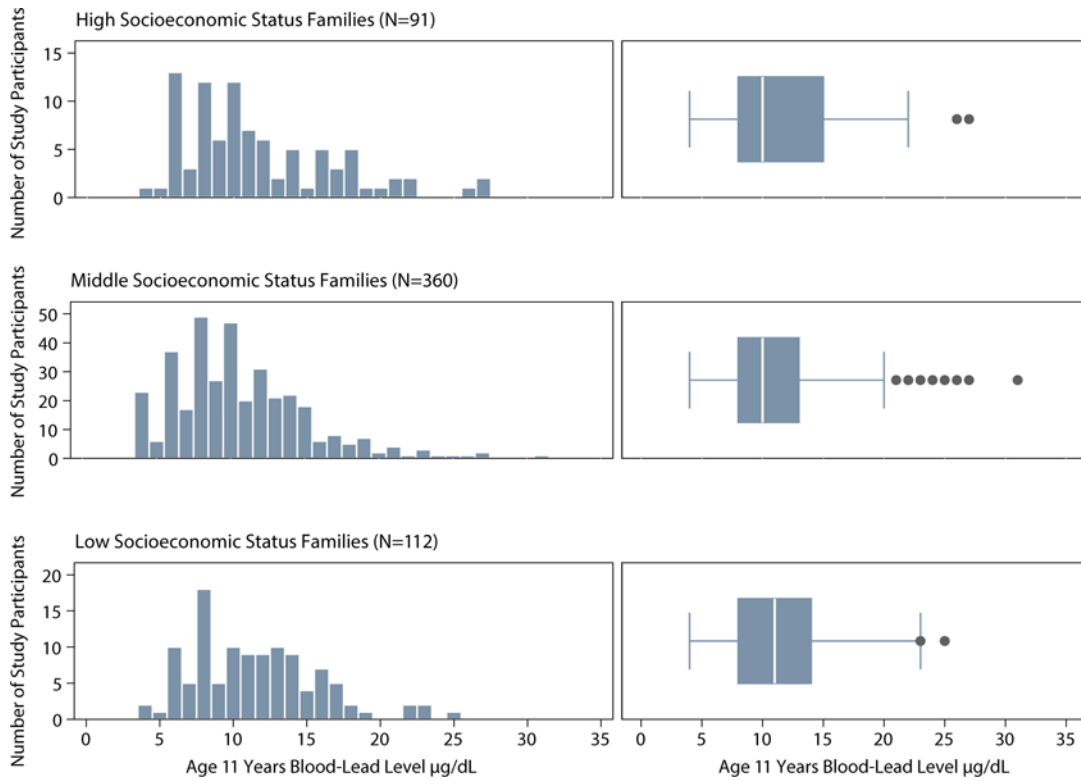 High Socioeconomic Status Families (N=91)
Number of Study Participants
15
10
5
0
Middle Socioeconomic Status Families (N=360)
Number of Study Participants
50
40
30
20
10
0
Low Socioeconomic Status Families (N=112)
Number of Study Participants
20
15
10
5
0
0 5 10 15 20 25 30 35
0 5 10 15 20 25 30 35
Age 11 Years Blood-Lead Level µg/dL
Age 11 Years Blood-Lead Level µg/dL